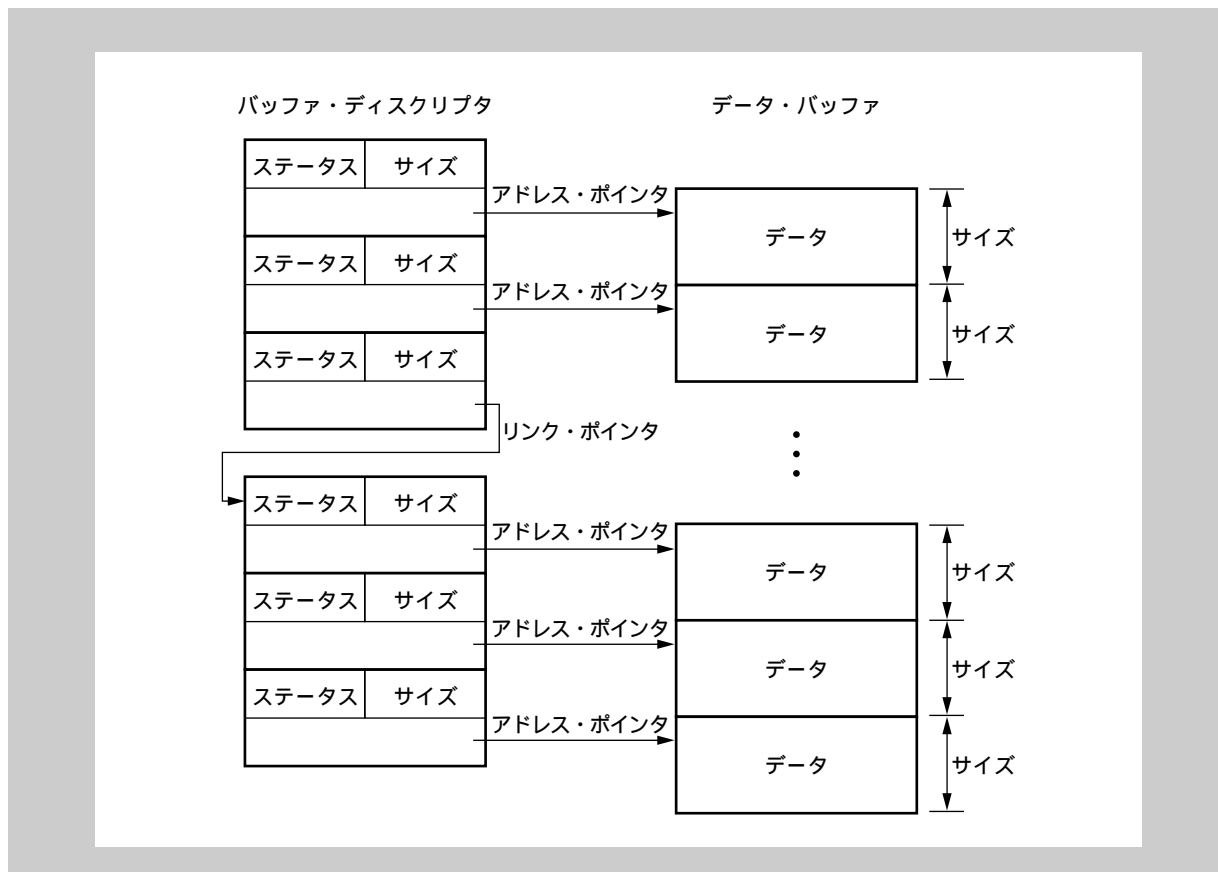 バッファ・ディスクリプタ
データ・バッファ
ステータス サイズ
アドレス・ポインタ
データ
サイズ
ステータス サイズ
アドレス・ポインタ
データ
サイズ
ステータス サイズ
リンク・ポインタ
ステータス サイズ
アドレス・ポインタ
データ
サイズ
ステータス サイズ
アドレス・ポインタ
データ
サイズ
ステータス サイズ
アドレス・ポインタ
データ
サイズ